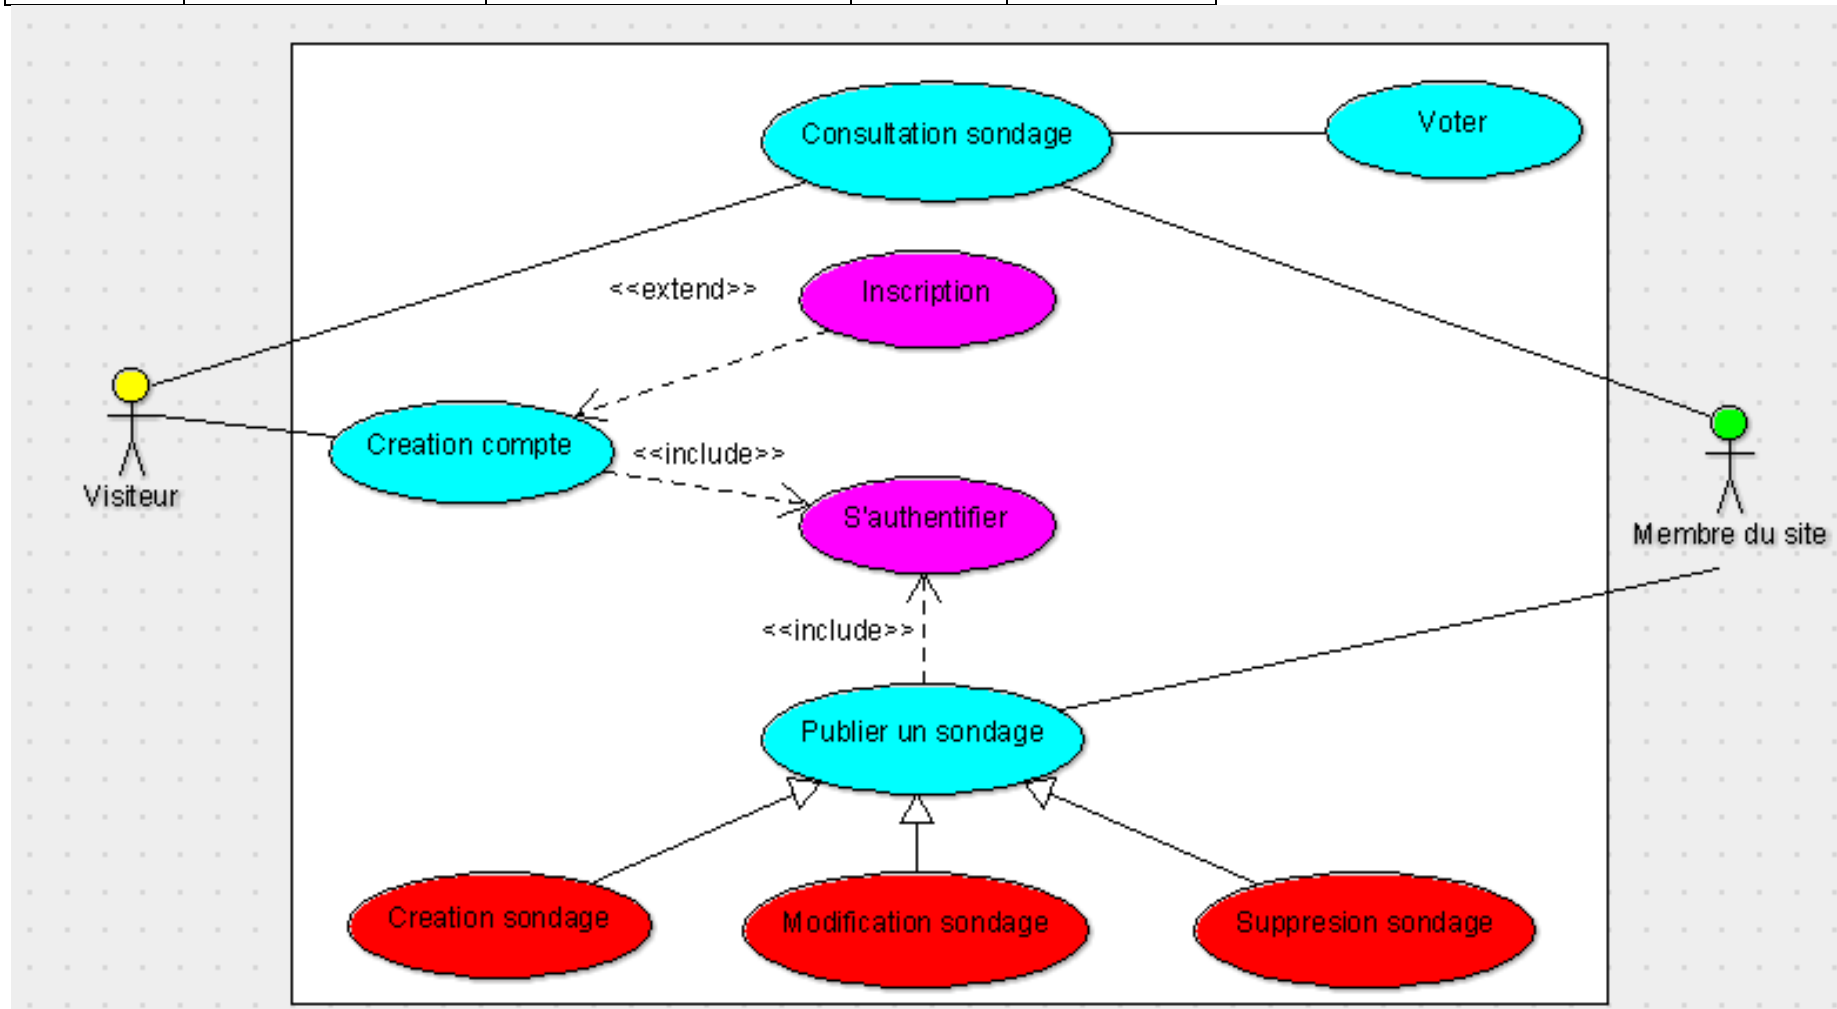 Consultation sondage
Voter
<<extend>>
Inscription
Creation compte
<<include>>
Visiteur
S'authentifier
Membre du site
<<include>>
Publier un sondage
Creation sondage
Modification sondage
Suppresion sondage